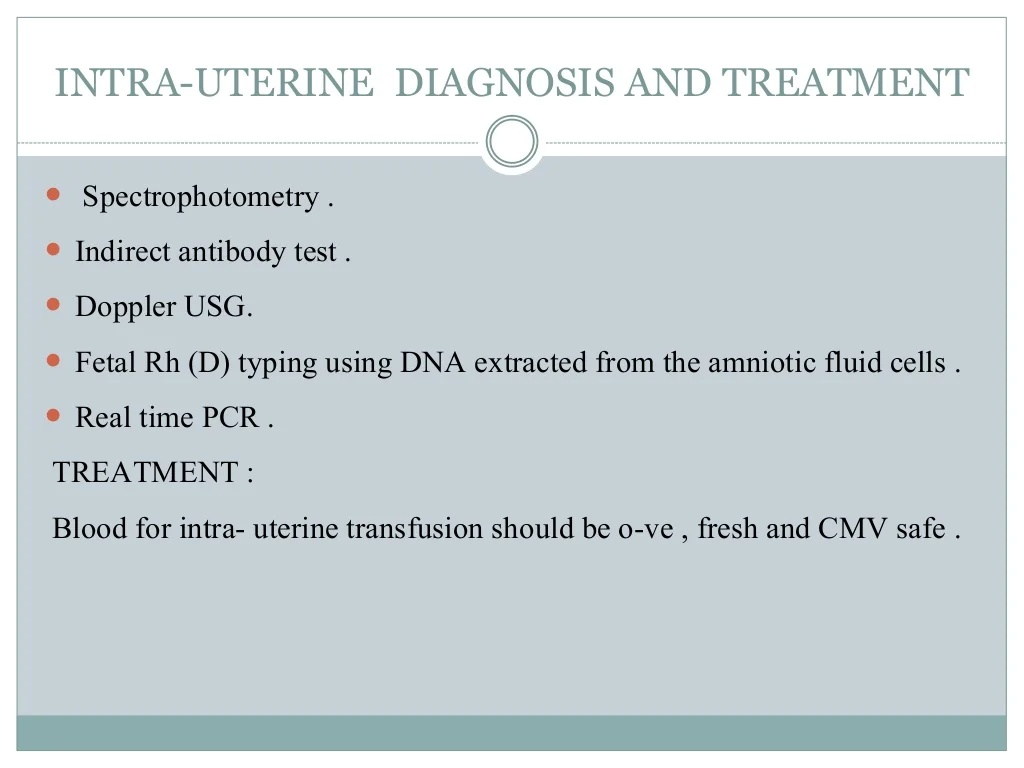 INTRA-UTERINE DIAGNOSIS AND TREATMENT
Spectrophotometry .
Indirect antibody test .
Doppler USG.
Fetal Rh (D) typing using DNA extracted from the amniotic fluid cells .
Real time PCR .
TREATMENT :
Blood for intra- uterine transfusion should be o-ve , fresh and CMV safe .